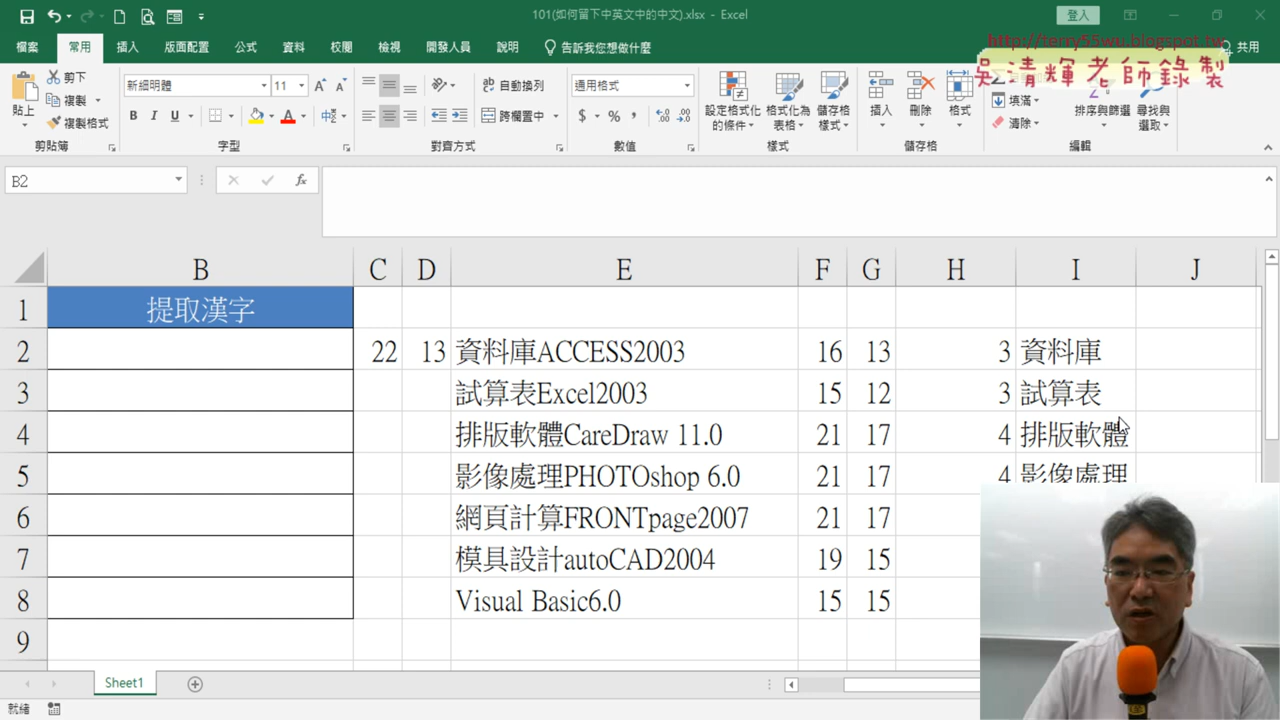 101(如何留下中英文中的中文).xlsx - Excel
登入
http://terry55wu.blogspot.tw
吳清輝老師錄製
檔案 常用 插入 版面配置 公式 資料 校閱 檢視 開發人員 說明 告訴我您想做什麼 共用
貼上 剪下 複製 複製格式
新細明體 11
B I U
自動換列
跨欄置中
通用格式
$ % ,
設定格式化的條件 格式化為表格 儲存格樣式
插入 刪除 格式
填滿 清除
排序與篩選 尋找與選取
剪貼簿 字型 對齊方式 數值 樣式 儲存格 編輯
B2 fx
B C D E F G H I J
1 提取漢字
2 22 13 資料庫ACCESS2003 16 13 3 資料庫
3 試算表Excel2003 15 12 3 試算表
4 排版軟體CareDraw 11.0 21 17 4 排版軟體
5 影像處理PHOTOshop 6.0 21 17 4 影像處理
6 網頁計算FRONTpage2007 21 17
7 模具設計autoCAD2004 19 15
8 Visual Basic6.0 15 15
9
Sheet1
就緒